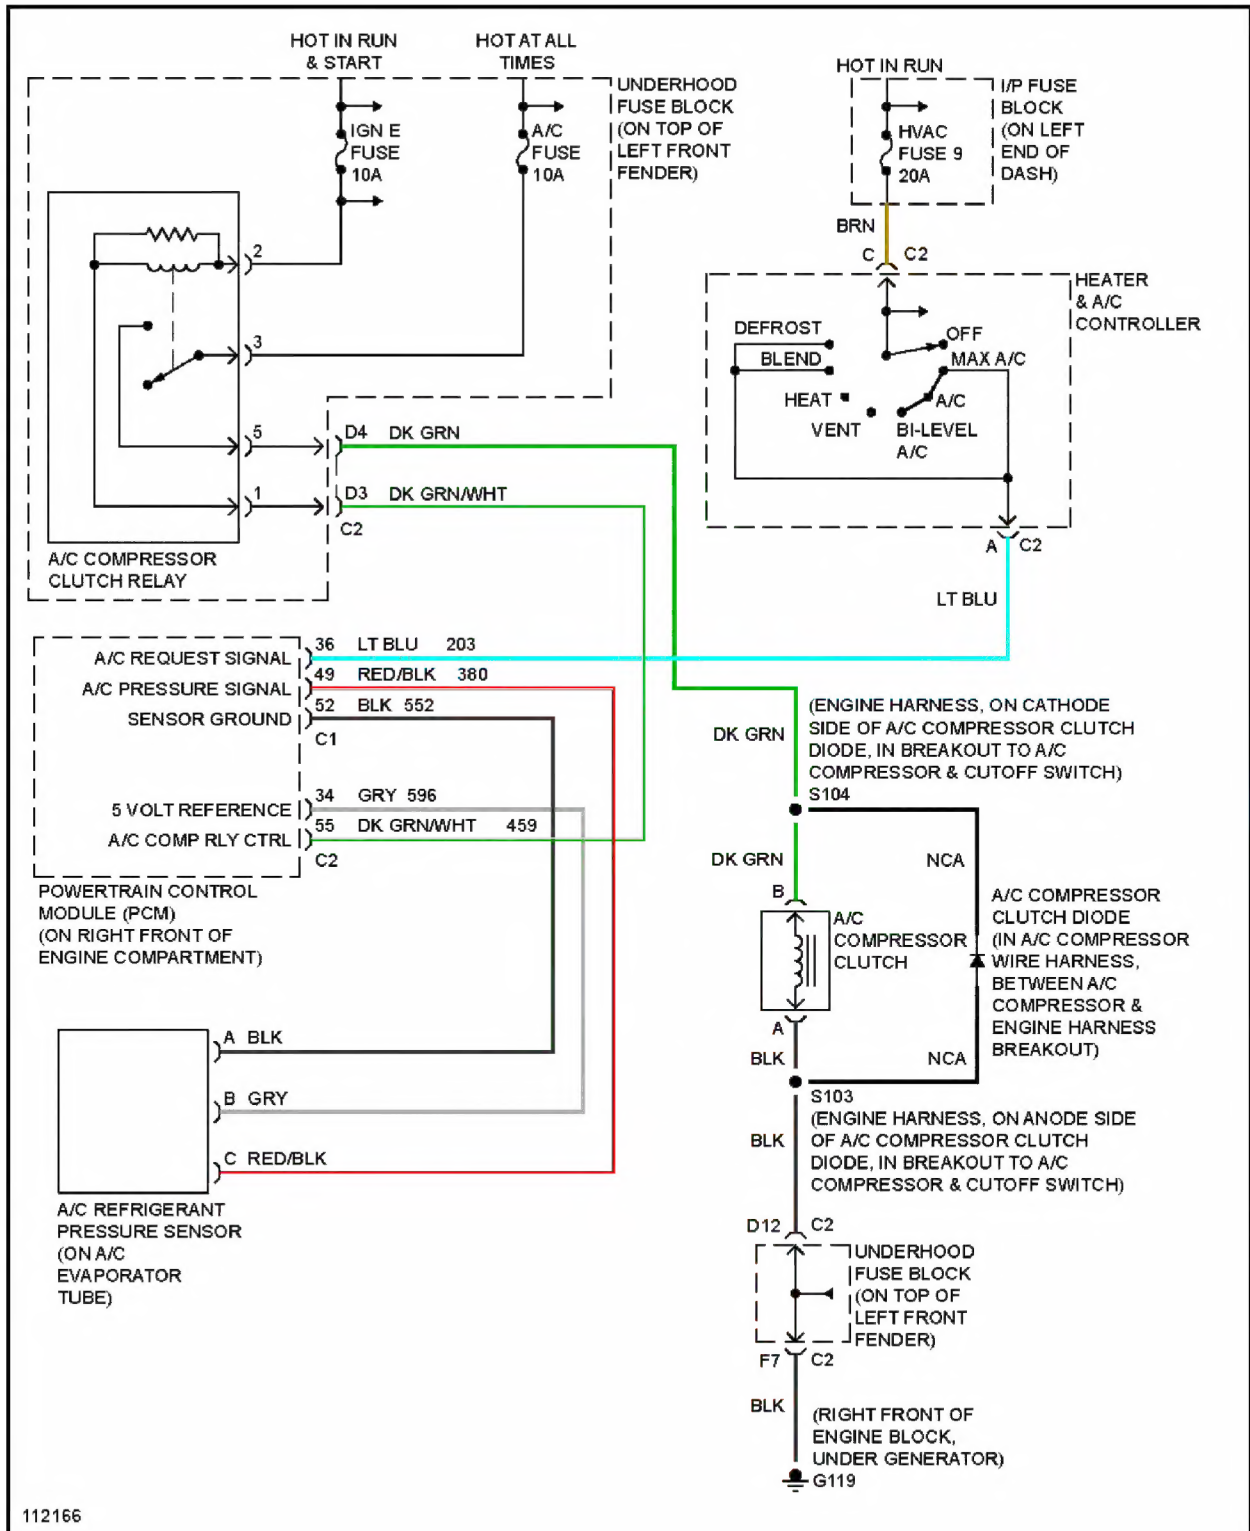 HOT IN RUN
& START
HOT AT ALL
TIMES
HOT IN RUN
UNDERHOOD
FUSE BLOCK
(ON TOP OF
LEFT FRONT
FENDER)
IGN E
FUSE
10A
A/C
FUSE
10A
HVAC
FUSE 9
20A
I/P FUSE
BLOCK
(ON LEFT
END OF
DASH)
BRN
C C2
2
3
5
1
D4 DK GRN
D3 DK GRN/WHT
C2
A/C COMPRESSOR
CLUTCH RELAY
HEATER
& A/C
CONTROLLER
DEFROST
BLEND
HEAT
VENT
OFF
MAX A/C
A/C
BI-LEVEL
A/C
A C2
LT BLU
A/C REQUEST SIGNAL
36 LT BLU 203
A/C PRESSURE SIGNAL
49 RED/BLK 380
SENSOR GROUND
52 BLK 552
C1
5 VOLT REFERENCE
34 GRY 596
A/C COMP RLY CTRL
55 DK GRN/WHT 459
C2
POWERTRAIN CONTROL
MODULE (PCM)
(ON RIGHT FRONT OF
ENGINE COMPARTMENT)
DK GRN
(ENGINE HARNESS, ON CATHODE
SIDE OF A/C COMPRESSOR CLUTCH
DIODE, IN BREAKOUT TO A/C
COMPRESSOR & CUTOFF SWITCH)
S104
DK GRN
NCA
B
A/C
COMPRESSOR
CLUTCH
A/C COMPRESSOR
CLUTCH DIODE
(IN A/C COMPRESSOR
WIRE HARNESS,
BETWEEN A/C
COMPRESSOR &
ENGINE HARNESS
BREAKOUT)
A
BLK
NCA
S103
(ENGINE HARNESS, ON ANODE SIDE
OF A/C COMPRESSOR CLUTCH
DIODE, IN BREAKOUT TO A/C
COMPRESSOR & CUTOFF SWITCH)
BLK
A BLK
B GRY
C RED/BLK
A/C REFRIGERANT
PRESSURE SENSOR
(ON A/C
EVAPORATOR
TUBE)
D12 C2
UNDERHOOD
FUSE BLOCK
(ON TOP OF
LEFT FRONT
FENDER)
F7 C2
BLK
(RIGHT FRONT OF
ENGINE BLOCK,
UNDER GENERATOR)
G119
112166